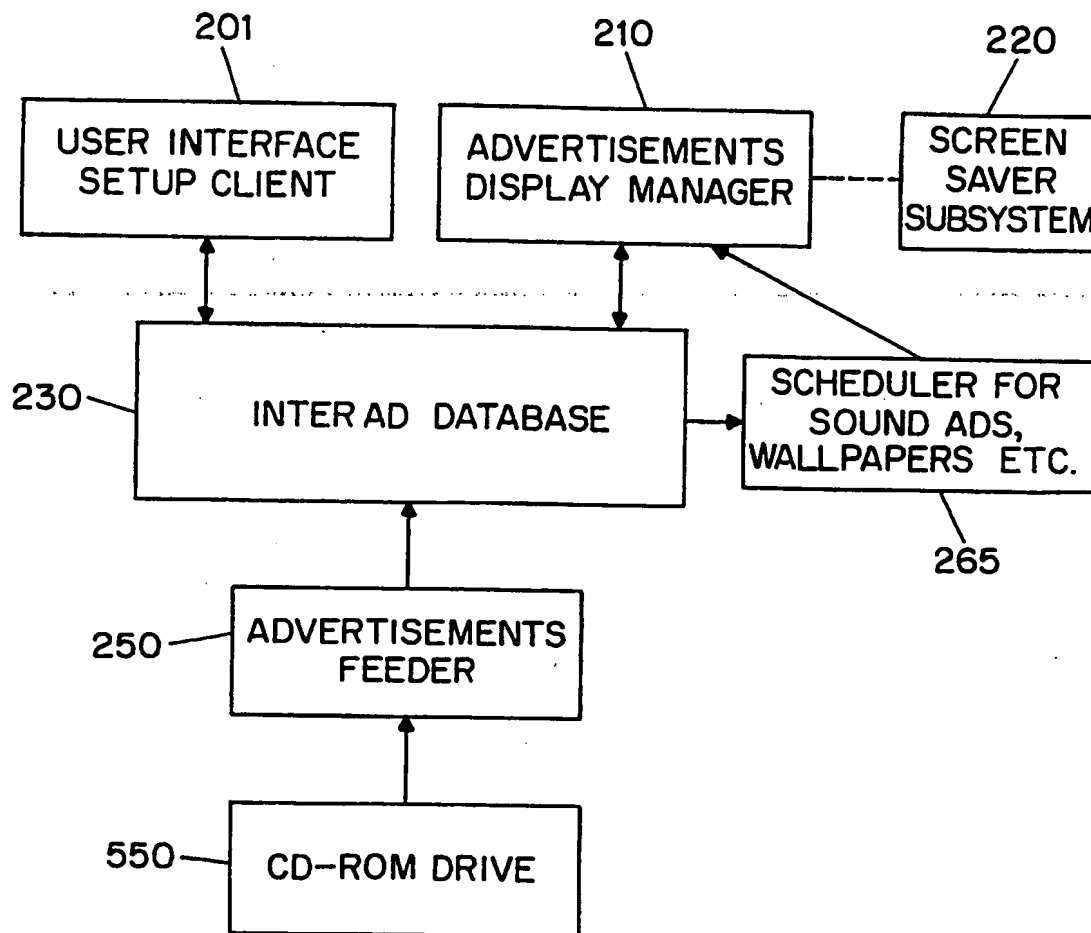 201
210
220
USER INTERFACE
SETUP CLIENT
ADVERTISEMENTS
DISPLAY MANAGER
SCREEN
SAVER
SUBSYSTEM
230
INTER AD DATABASE
SCHEDULER FOR
SOUND ADS,
WALLPAPERS ETC.
265
250
ADVERTISEMENTS
FEEDER
550
CD-ROM DRIVE